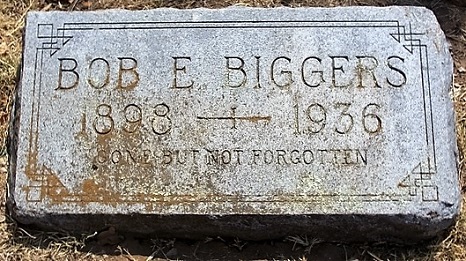 BOB E BIGGERS
1898 1936
GONE BUT NOT FORGOTTEN